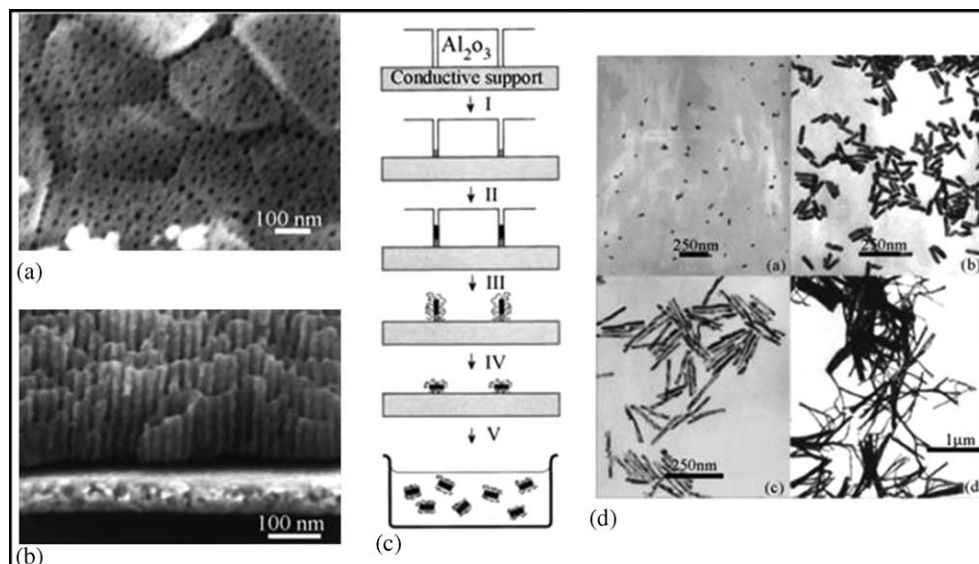 100 nm
(a)
100 nm
(b)
Al₂o₃
Conductive support
I
II
III
IV
V
(c)
250nm
(a)
250nm
(b)
250nm
(c)
1μm
(d)
(d)